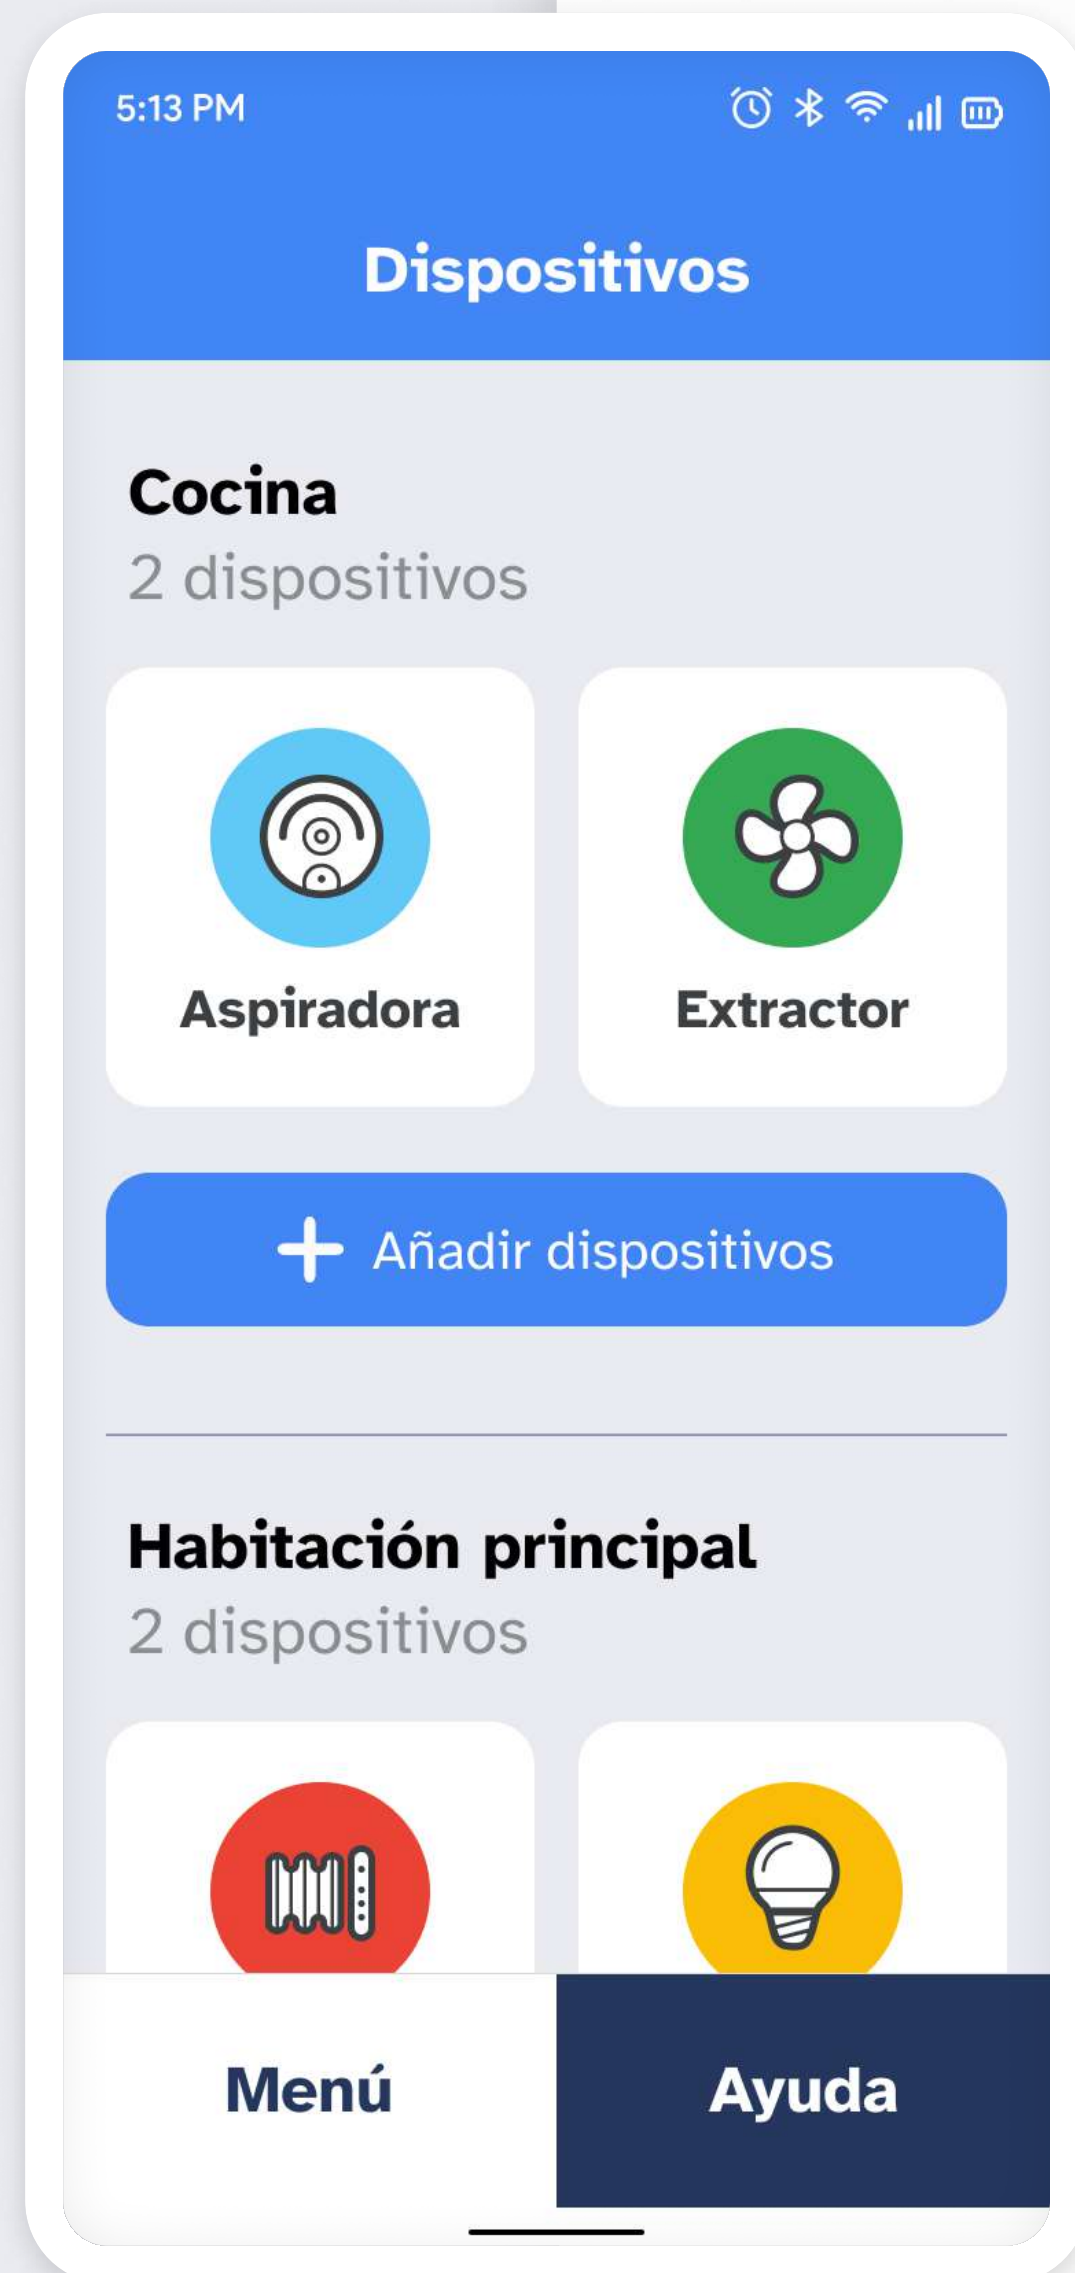 5:13 PM
Dispositivos
Cocina
2 dispositivos
Aspiradora
Extractor
Añadir dispositivos
Habitación principal
2 dispositivos
Menú
Ayuda